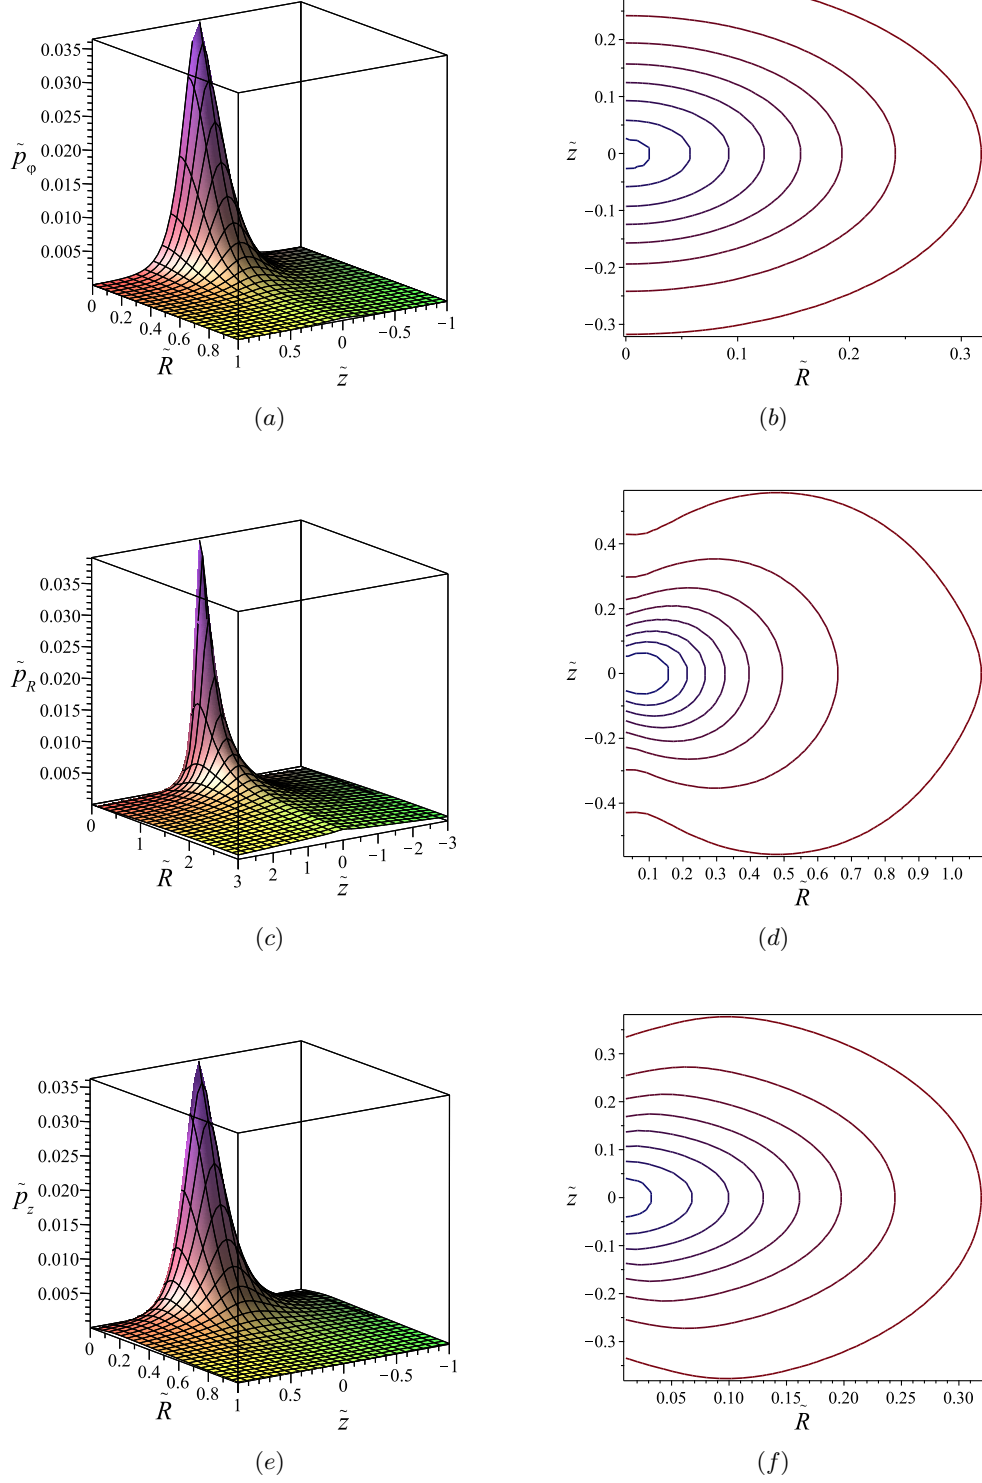 0.035
0.030
0.025
0.020
p̃φ
0.015
0.010
0.005
0
0.2
0.4
0.6
0.8
1
R̃
0.5
0
−0.5
−1
z̃
(a)
0.2
0.1
z̃ 0
−0.1
−0.2
−0.3
0 0.1 0.2 0.3
R̃
(b)
0.035
0.030
0.025
p̃R
0.020
0.015
0.010
0.005
0
1
2
3
R̃
2
1
0
−1
−2
−3
z̃
(c)
0.4
0.2
z̃ 0
−0.2
−0.4
0.1 0.2 0.3 0.4 0.5 0.6 0.7 0.8 0.9 1.0
R̃
(d)
0.035
0.030
0.025
0.020
p̃z
0.015
0.010
0.005
0
0.2
0.4
0.6
0.8
1
R̃
0.5
0
−0.5
−1
z̃
(e)
0.3
0.2
0.1
z̃ 0
−0.1
−0.2
−0.3
0.05 0.10 0.15 0.20 0.25 0.30
R̃
(f)